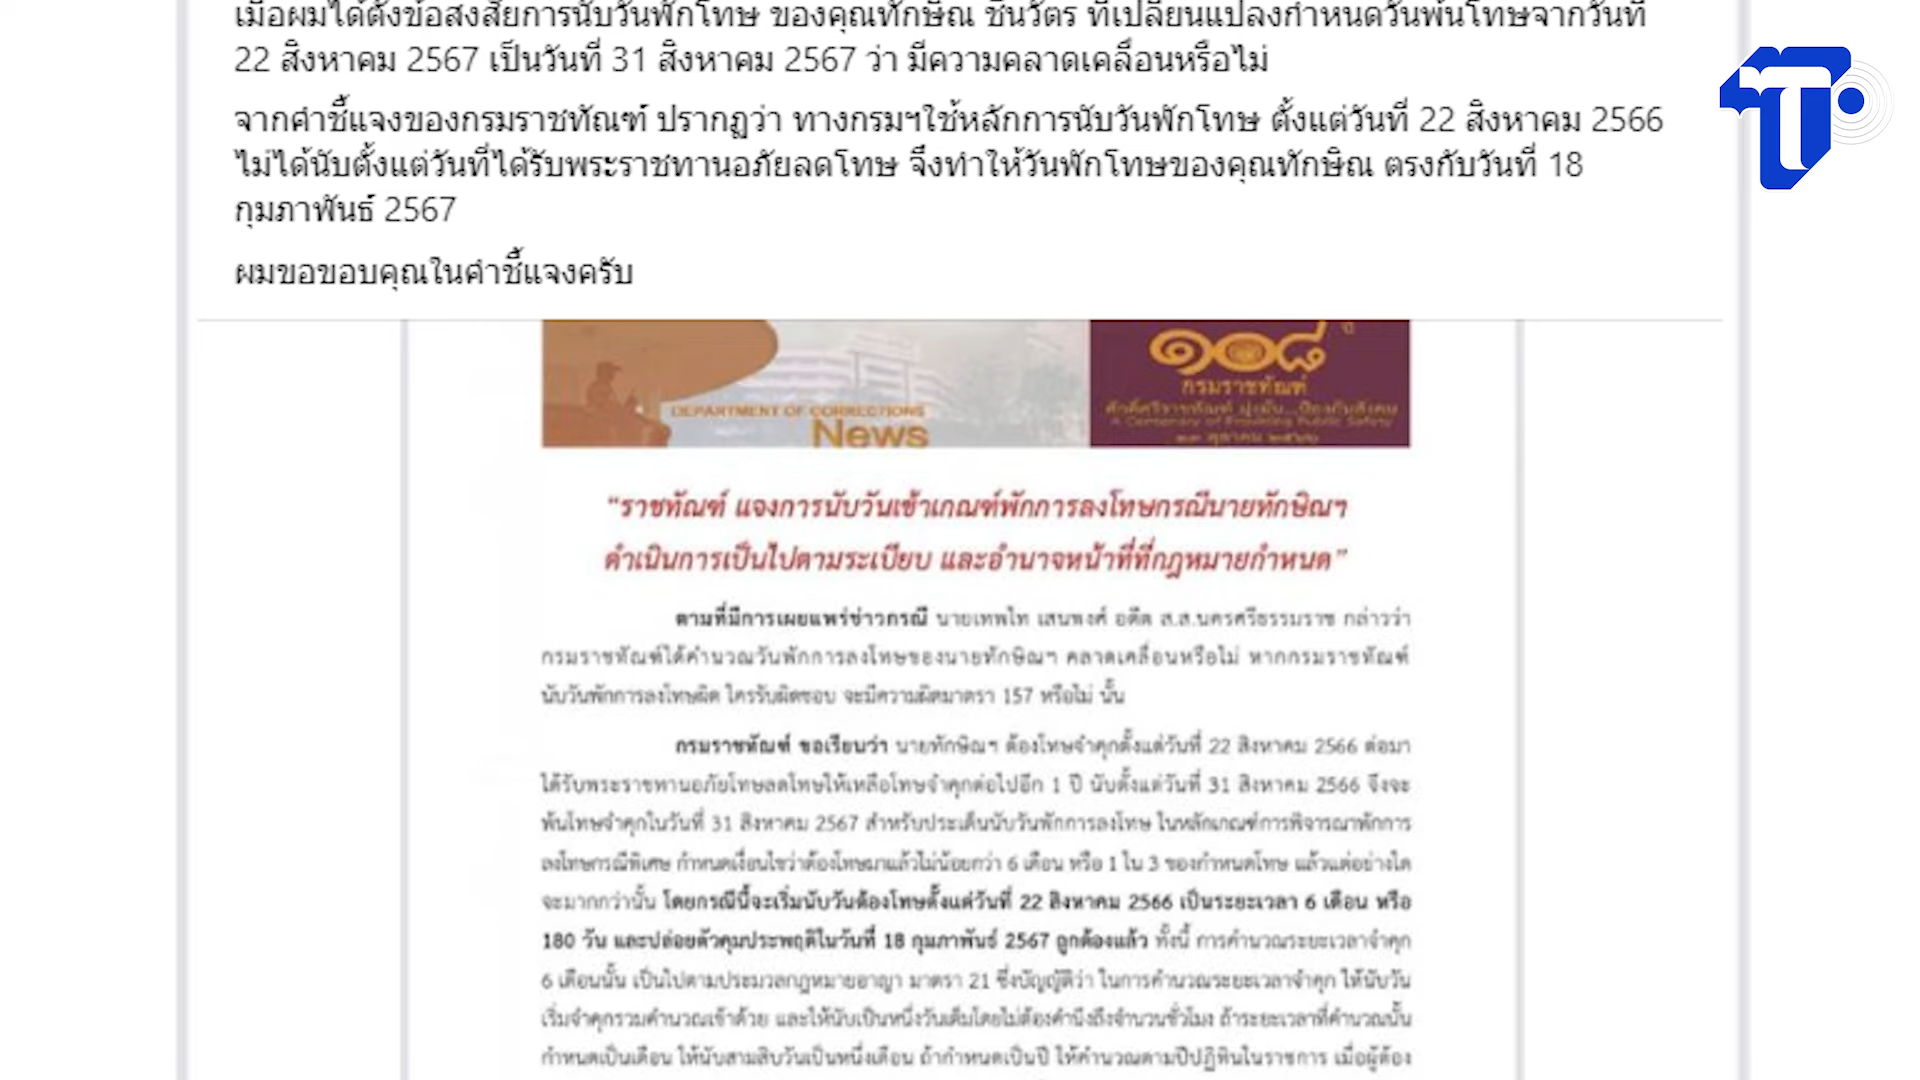 เมื่อผมได้ตั้งข้อสงสัยการนับวันพักโทษ ของคุณทักษิณ ชินวัตร ที่เปลี่ยนแปลงกำหนดวันพ้นโทษจากวันที่
22 สิงหาคม 2567 เป็นวันที่ 31 สิงหาคม 2567 ว่า มีความคลาดเคลื่อนหรือไม่
จากคำชี้แจงของกรมราชทัณฑ์ ปรากฏว่า ทางกรมฯใช้หลักการนับวันพักโทษ ตั้งแต่วันที่ 22 สิงหาคม 2566
ไม่ได้นับตั้งแต่วันที่ได้รับพระราชทานอภัยลดโทษ จึงทำให้วันพักโทษของคุณทักษิณ ตรงกับวันที่ 18
กุมภาพันธ์ 2567
ผมขอขอบคุณในคำชี้แจงครับ
๑๐๘ ปี
กรมราชทัณฑ์
DEPARTMENT OF CORRECTIONS
News
A Centenary of Providing Public Safety
"ราชทัณฑ์ แจงการนับวันเข้าเกณฑ์พักการลงโทษกรณีนายทักษิณฯ
ดำเนินการเป็นไปตามระเบียบ และอำนาจหน้าที่ที่กฎหมายกำหนด"
ตามที่มีการเผยแพร่ข่าวกรณี นายเทพไท เสนพงศ์ อดีต ส.ส.นครศรีธรรมราช กล่าวว่า
กรมราชทัณฑ์ได้คำนวณวันพักการลงโทษของนายทักษิณฯ คลาดเคลื่อนหรือไม่ หากกรมราชทัณฑ์
นับวันพักการลงโทษผิด ใครรับผิดชอบ จะมีความผิดมาตรา 157 หรือไม่ นั้น
กรมราชทัณฑ์ ขอเรียนว่า นายทักษิณฯ ต้องโทษจำคุกตั้งแต่วันที่ 22 สิงหาคม 2566 ต่อมา
ได้รับพระราชทานอภัยโทษลดโทษให้เหลือโทษจำคุกต่อไปอีก 1 ปี นับตั้งแต่วันที่ 31 สิงหาคม 2566 จึงจะ
พ้นโทษจำคุกในวันที่ 31 สิงหาคม 2567 สำหรับประเด็นนับวันพักการลงโทษ ในหลักเกณฑ์การพิจารณาพักการ
ลงโทษกรณีพิเศษ กำหนดเงื่อนไขว่าต้องโทษมาแล้วไม่น้อยกว่า 6 เดือน หรือ 1 ใน 3 ของกำหนดโทษ แล้วแต่อย่างใด
จะมากกว่านั้น โดยกรณีนี้จะเริ่มนับวันต้องโทษตั้งแต่วันที่ 22 สิงหาคม 2566 เป็นระยะเวลา 6 เดือน หรือ
180 วัน และปล่อยตัวคุมประพฤติในวันที่ 18 กุมภาพันธ์ 2567 ถูกต้องแล้ว ทั้งนี้ การคำนวณระยะเวลาจำคุก
6 เดือนนั้น เป็นไปตามประมวลกฎหมายอาญา มาตรา 21 ซึ่งบัญญัติว่า ในการคำนวณระยะเวลาจำคุก ให้นับวัน
เริ่มจำคุกรวมคำนวณเข้าด้วย และให้นับเป็นหนึ่งวันเต็มโดยไม่ต้องคำนึงถึงจำนวนชั่วโมง ถ้าระยะเวลาที่คำนวณนั้น
กำหนดเป็นเดือน ให้นับสามสิบวันเป็นหนึ่งเดือน ถ้ากำหนดเป็นปี ให้คำนวณตามปีปฏิทินในราชการ เมื่อผู้ต้อง